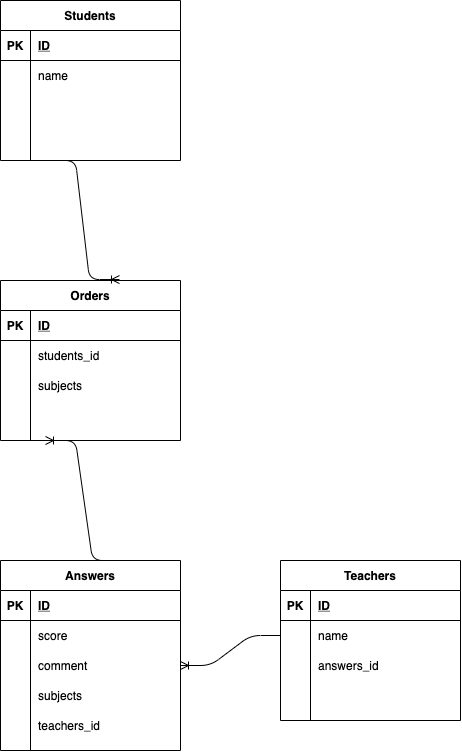 Students
PK ID
name
Orders
PK ID
students_id
subjects
Answers
PK ID
score
comment
subjects
teachers_id
Teachers
PK ID
name
answers_id